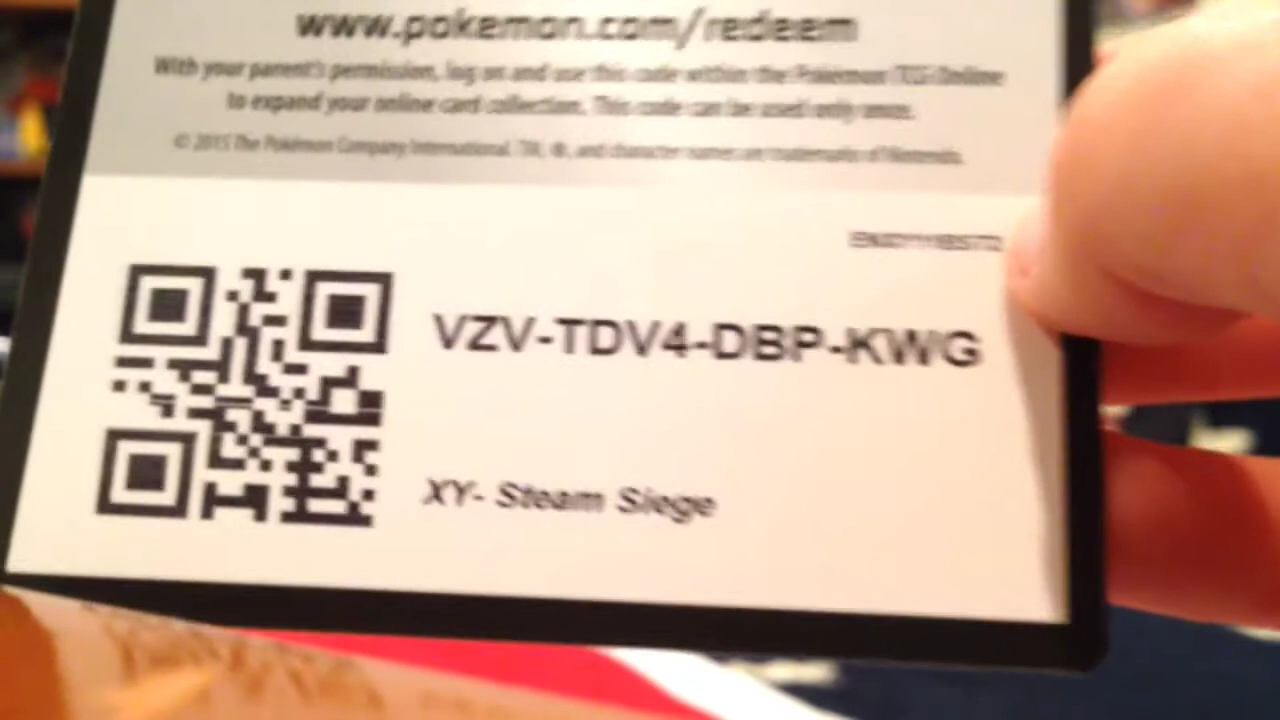 www.pokemon.com/redeem
With your parent's permission, log on and use this code within the Pokémon TCG Online
to expand your online card collection. This code can be used only once.
© 2015 The Pokémon Company International. TM, ®, and character names are trademarks of Nintendo.
VZV-TDV4-DBP-KWG
XY- Steam Siege